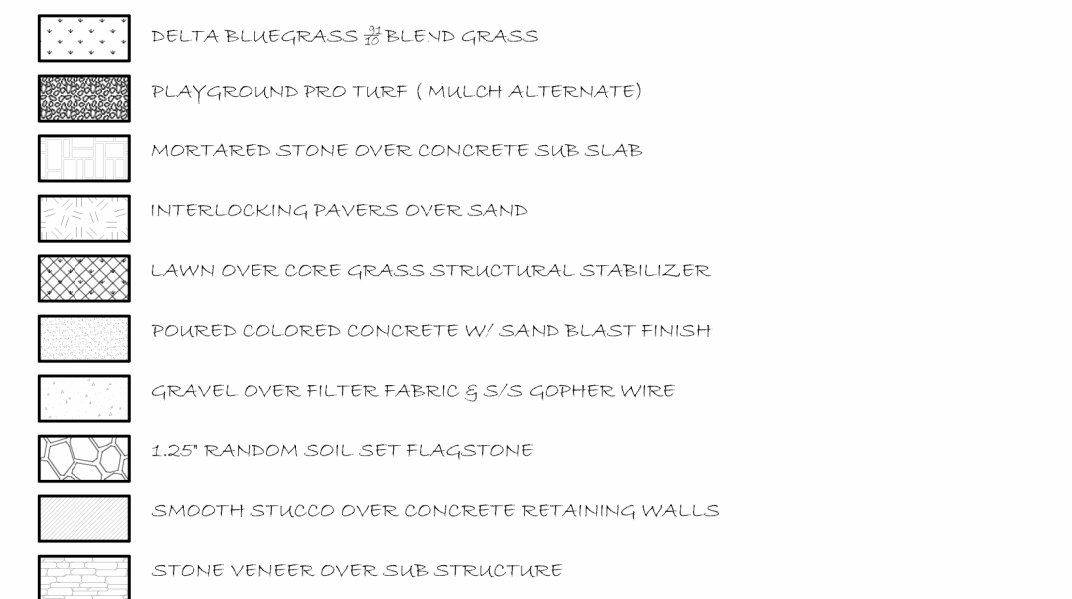 DELTA BLUEGRASS 91/10 BLEND GRASS
PLAYGROUND PRO TURF ( MULCH ALTERNATE)
MORTARED STONE OVER CONCRETE SUB SLAB
INTERLOCKING PAVERS OVER SAND
LAWN OVER CORE GRASS STRUCTURAL STABILIZER
POURED COLORED CONCRETE W/ SAND BLAST FINISH
GRAVEL OVER FILTER FABRIC & S/S GOPHER WIRE
1.25" RANDOM SOIL SET FLAGSTONE
SMOOTH STUCCO OVER CONCRETE RETAINING WALLS
STONE VENEER OVER SUB STRUCTURE